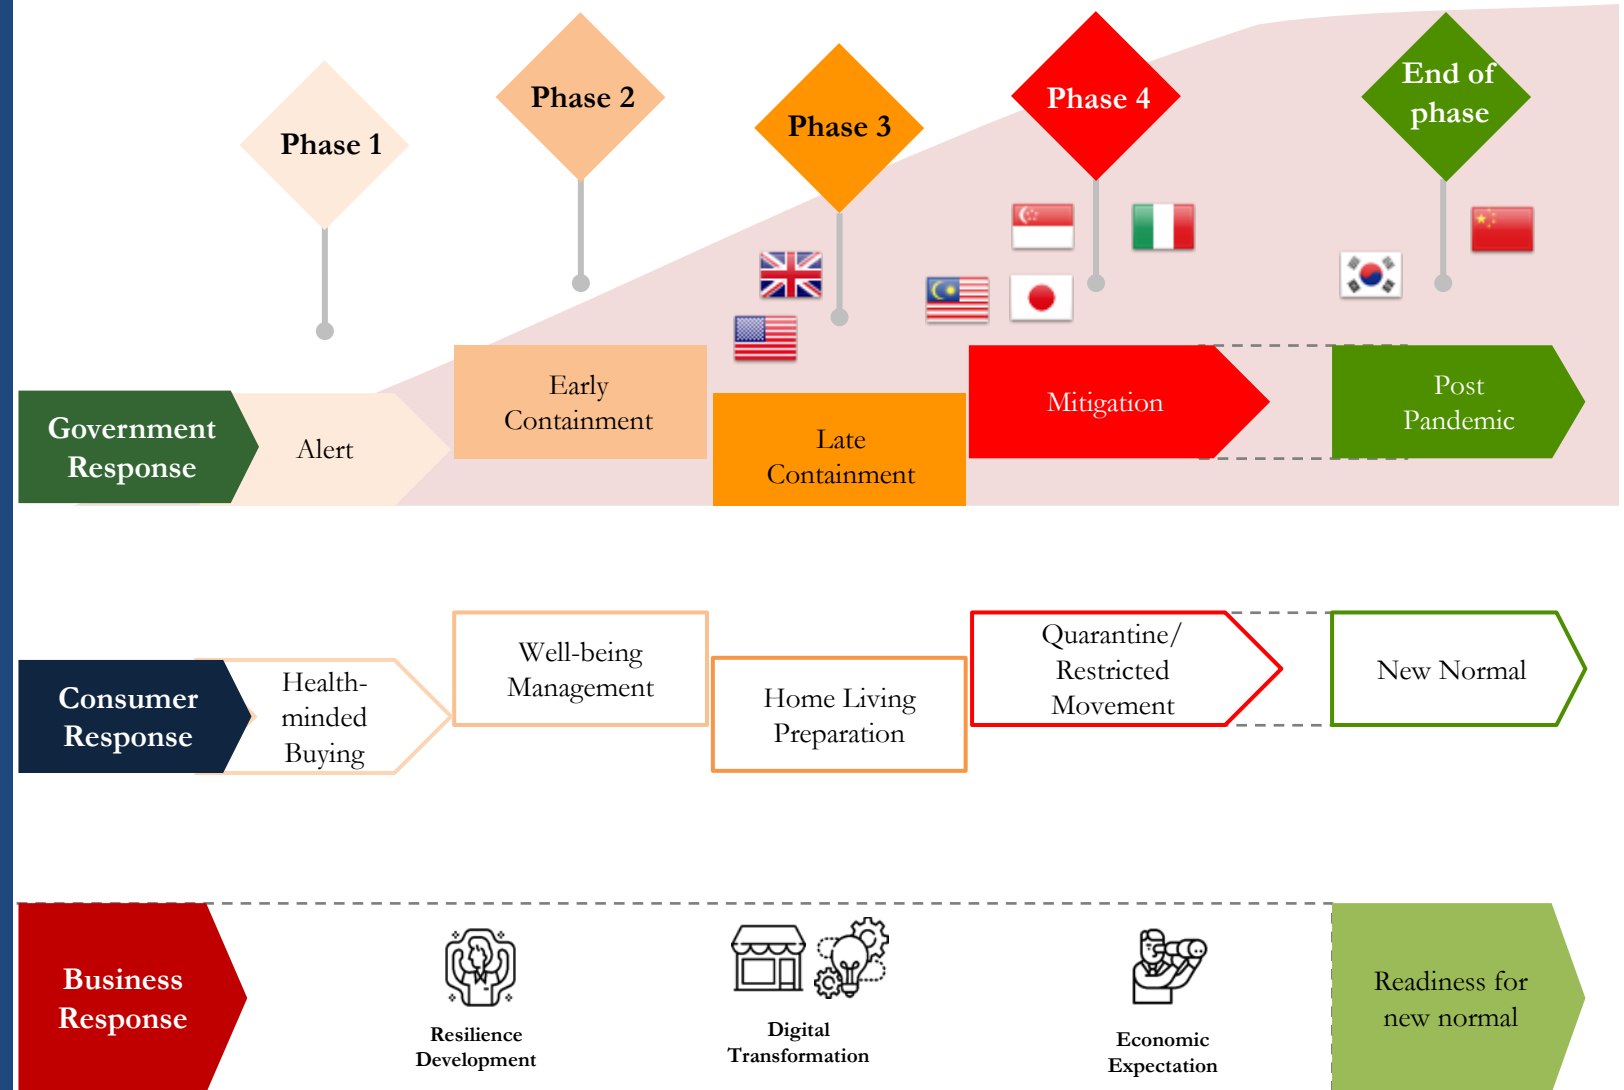 Phase 1
Phase 2
Phase 3
Phase 4
End of
phase
Government
Response
Alert
Early
Containment
Late
Containment
Mitigation
Post
Pandemic
Consumer
Response
Health-
minded
Buying
Well-being
Management
Home Living
Preparation
Quarantine/
Restricted
Movement
New Normal
Business
Response
Resilience
Development
Digital
Transformation
Economic
Expectation
Readiness for
new normal